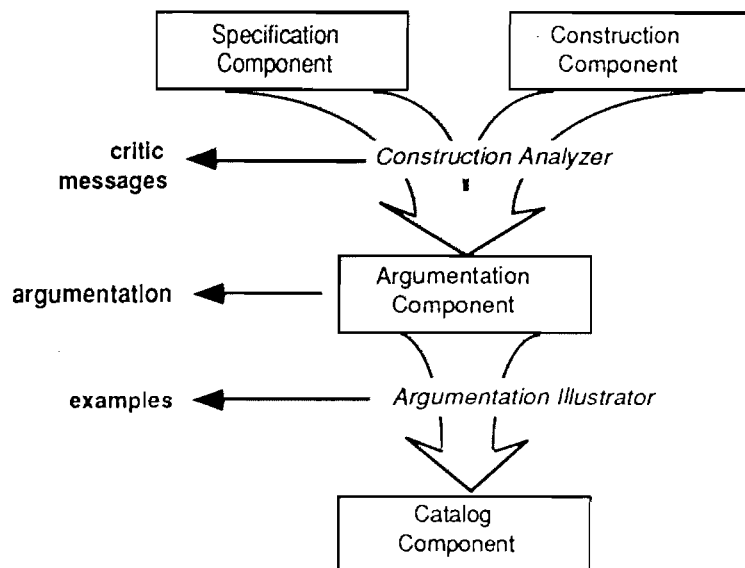 Specification
Component
Construction
Component
critic
messages
Construction Analyzer
argumentation
Argumentation
Component
examples
Argumentation Illustrator
Catalog
Component